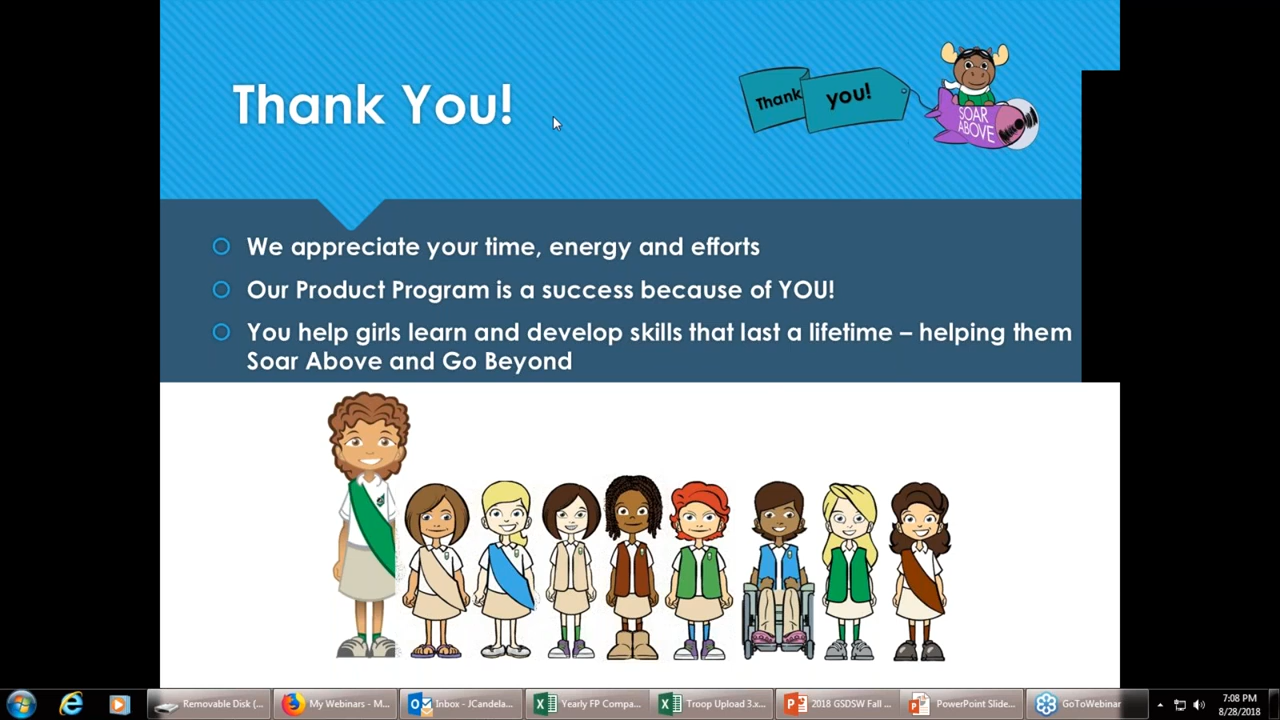 Thank You!
Thank you!
SOAR
ABOVE
We appreciate your time, energy and efforts
Our Product Program is a success because of YOU!
You help girls learn and develop skills that last a lifetime – helping them
Soar Above and Go Beyond
Removable Disk (...
My Webinars - M...
Inbox - JCandela...
Yearly FP Compa...
Troop Upload 3.x...
2018 GSDSW Fall ...
PowerPoint Slide...
GoToWebinar
7:08 PM
8/28/2018